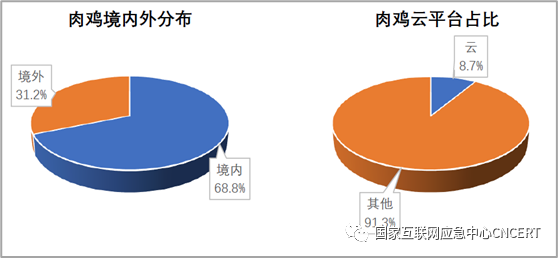 肉鸡境内外分布
境外
31.2%
境内
68.8%
肉鸡云平台占比
云
8.7%
其他
91.3%
国家互联网应急中心CNCERT